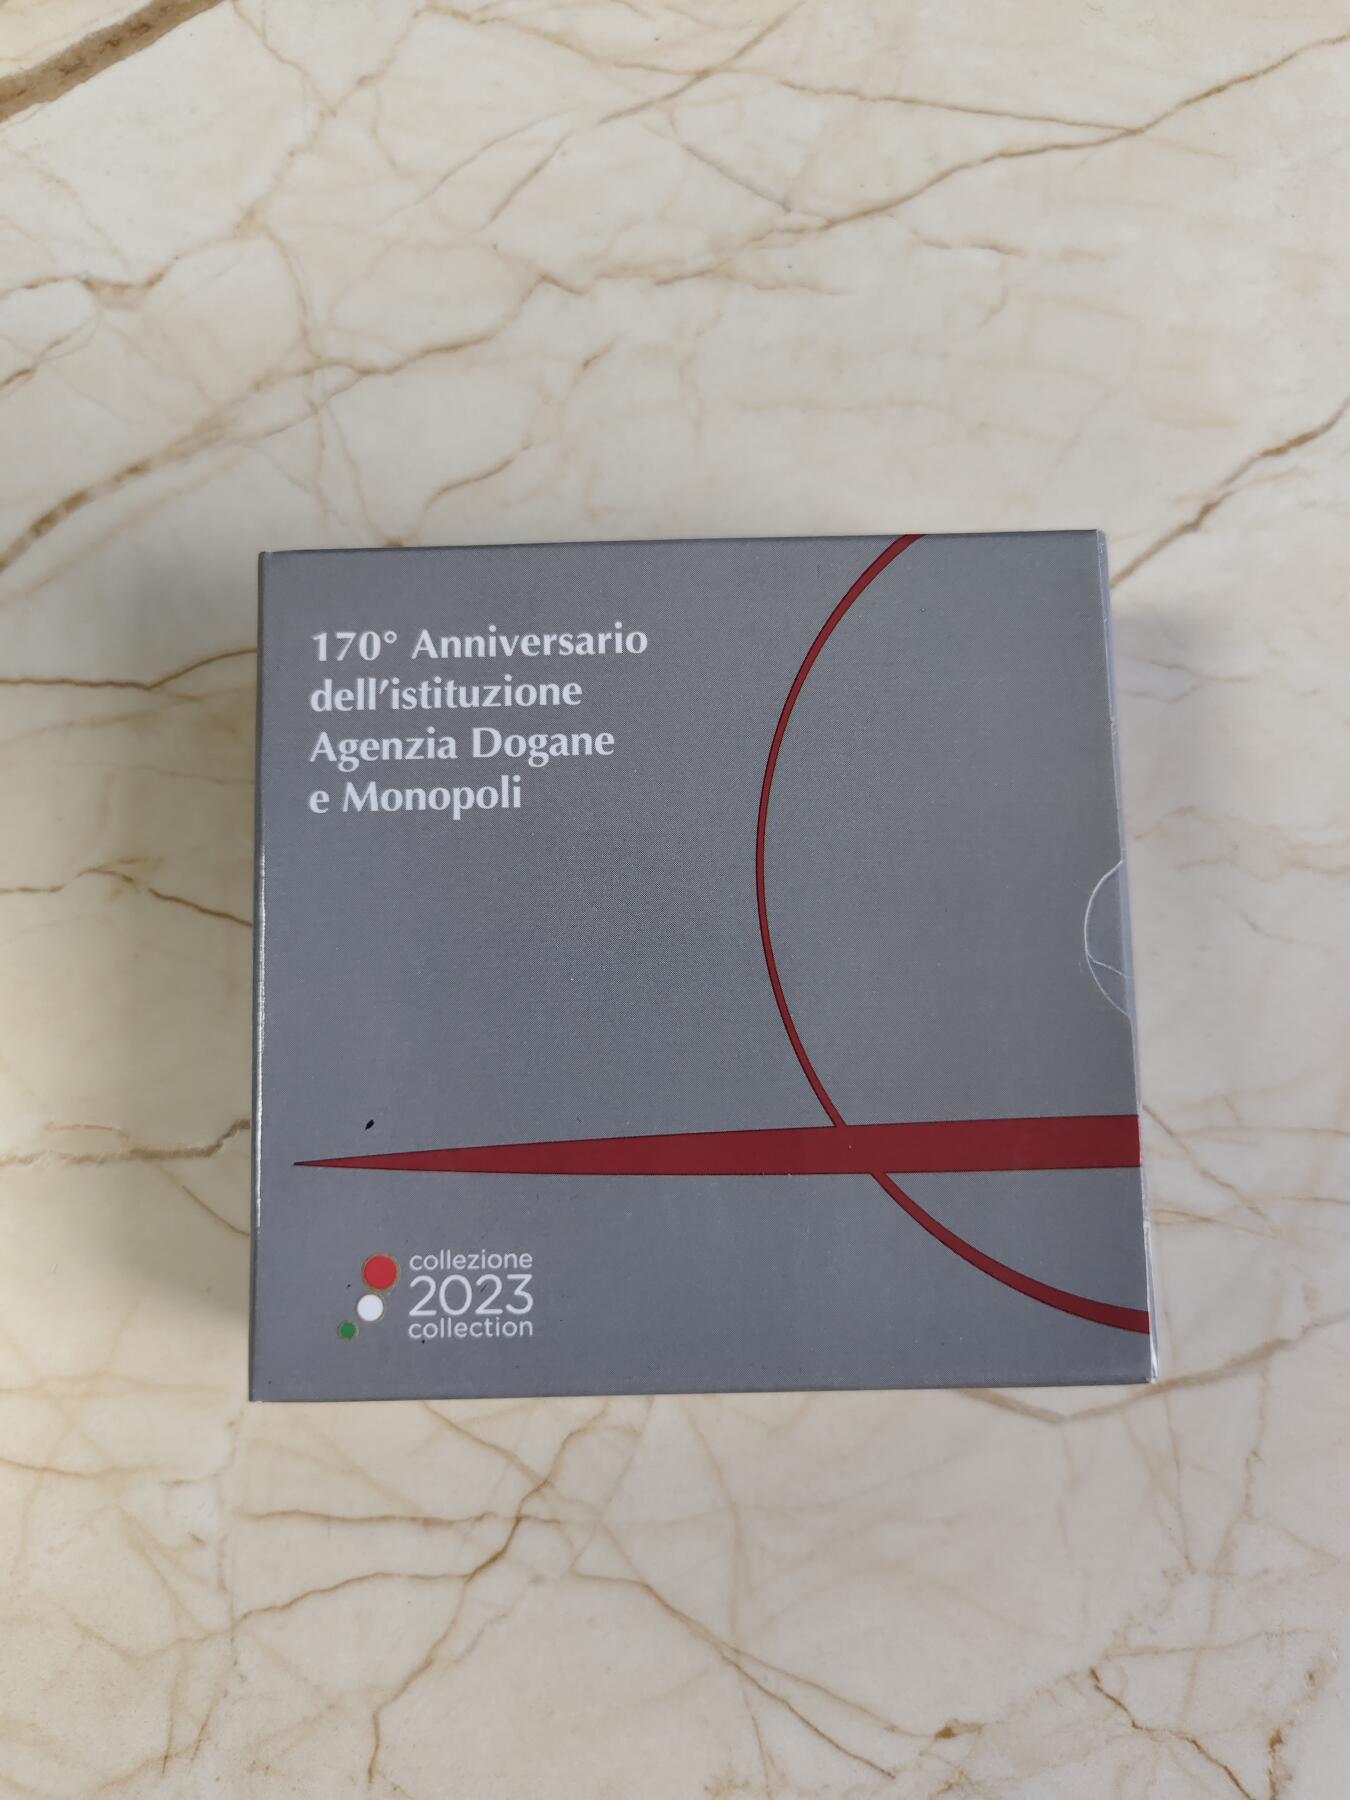 170° Anniversario
dell'istituzione
Agenzia Dogane
e Monopoli
collezione
2023
collection